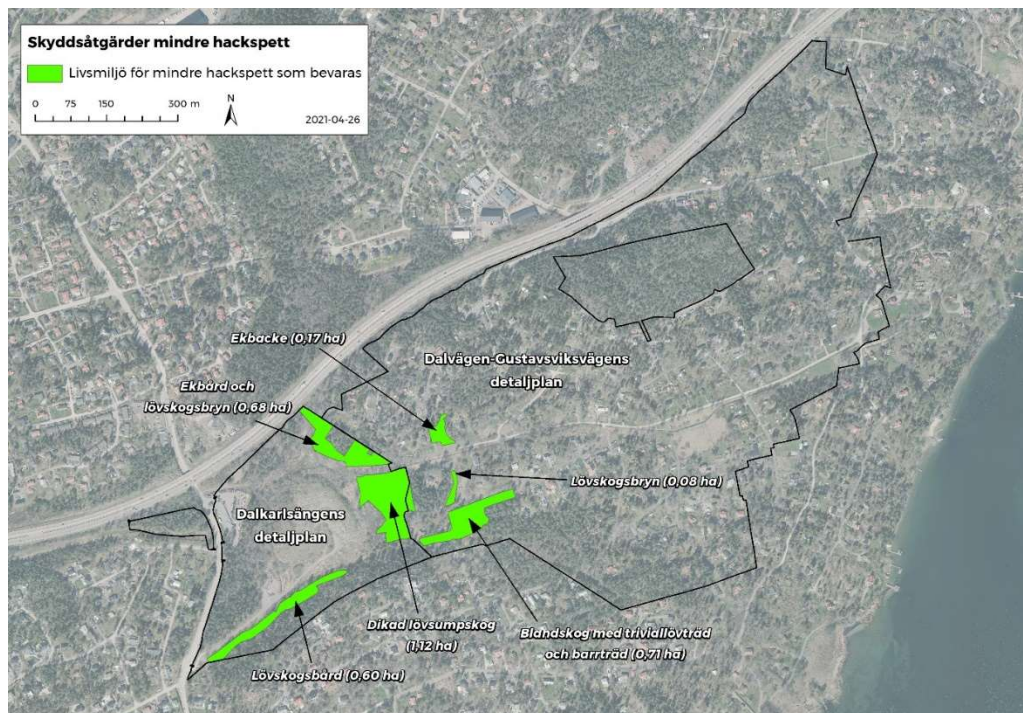 Skyddsåtgärder mindre hackspett
Livsmiljö för mindre hackspett som bevaras
0 75 150 300 m
N
2021-04-26
Ekbacke (0,17 ha)
Dalvägen-Gustavsviksvägens
detaljplan
Ekbård och
lövskogsbryn (0,68 ha)
Lövskogsbryn (0,08 ha)
Dalkarlsängens
detaljplan
Dikad lövsumpskog
(1,12 ha)
Blandskog med triviallövträd
och barrträd (0,71 ha)
Lövskogsbård (0,60 ha)